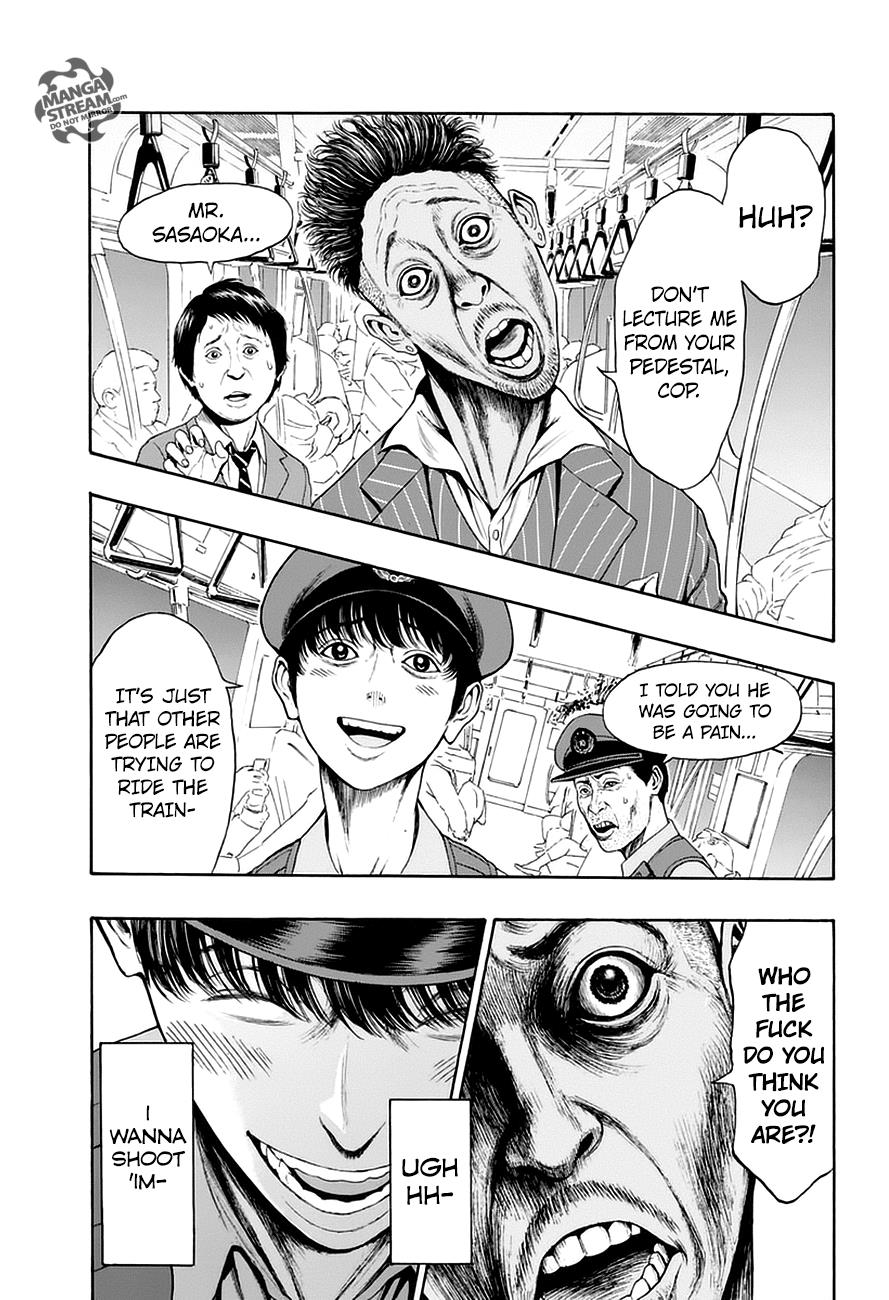 MANGA
STREAM.com
DO NOT MIRROR
HUH?
DON'T
LECTURE ME
FROM YOUR
PEDESTAL,
COP.
MR.
SASAOKA...
I TOLD YOU HE
WAS GOING TO
BE A PAIN...
IT'S JUST
THAT OTHER
PEOPLE ARE
TRYING TO
RIDE THE
TRAIN-
WHO
THE
FUCK
DO YOU
THINK
YOU
ARE?!
UGH
HH-
I
WANNA
SHOOT
'IM-